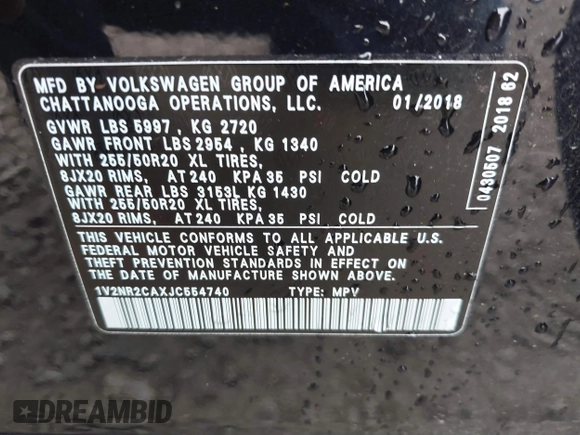 MFD BY VOLKSWAGEN GROUP OF AMERICA
CHATTANOOGA OPERATIONS, LLC. 01/2018
GVWR LBS 5997 , KG 2720
GAWR FRONT LBS 2954 , KG 1340
WITH 255/50R20 XL TIRES,
8JX20 RIMS, AT 240 KPA 35 PSI COLD
GAWR REAR LBS 3153L KG 1430
WITH 255/50R20 XL TIRES,
8JX20 RIMS, AT 240 KPA 35 PSI COLD
THIS VEHICLE CONFORMS TO ALL APPLICABLE U.S.
FEDERAL MOTOR VEHICLE SAFETY AND
THEFT PREVENTION STANDARDS IN EFFECT ON
THE DATE OF MANUFACTURE SHOWN ABOVE.
1V2NR2CAXJC554740 TYPE: MPV
0430507 2018 62
DREAMBID